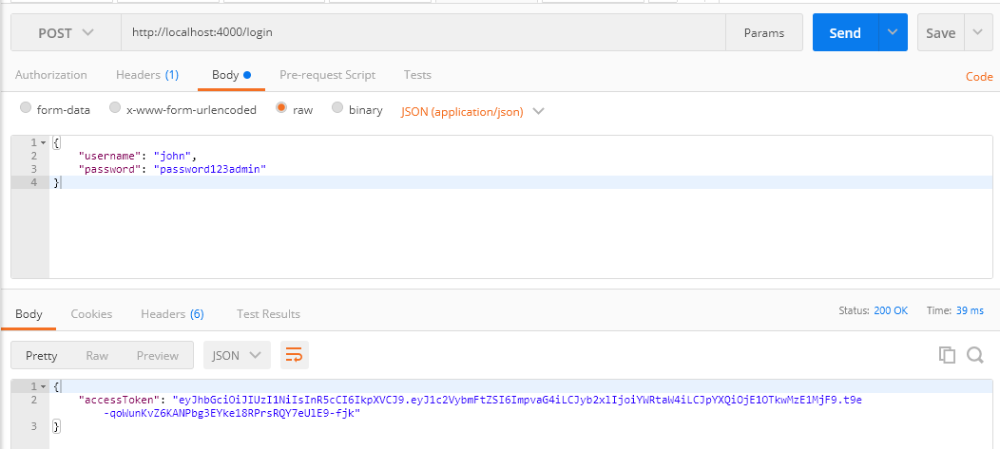 POST
http://localhost:4000/login
Params
Send
Save
Authorization
Headers (1)
Body
Pre-request Script
Tests
Code
form-data
x-www-form-urlencoded
raw
binary
JSON (application/json)
1 {
2 "username": "john",
3 "password": "password123admin"
4 }
Body
Cookies
Headers (6)
Test Results
Status: 200 OK
Time: 39 ms
Pretty
Raw
Preview
JSON
1 {
2 "accessToken": "eyJhbGciOiJIUzI1NiIsInR5cCI6IkpXVCJ9.eyJ1c2VybmFtZSI6ImpvaG4iLCJyb2xlIjoiYWRtaW4iLCJpYXQiOjE1OTkwMzE1MjF9.t9e
-qoWunKvZ6KANPbg3EYke18RPrsRQY7eUlE9-fjk"
3 }